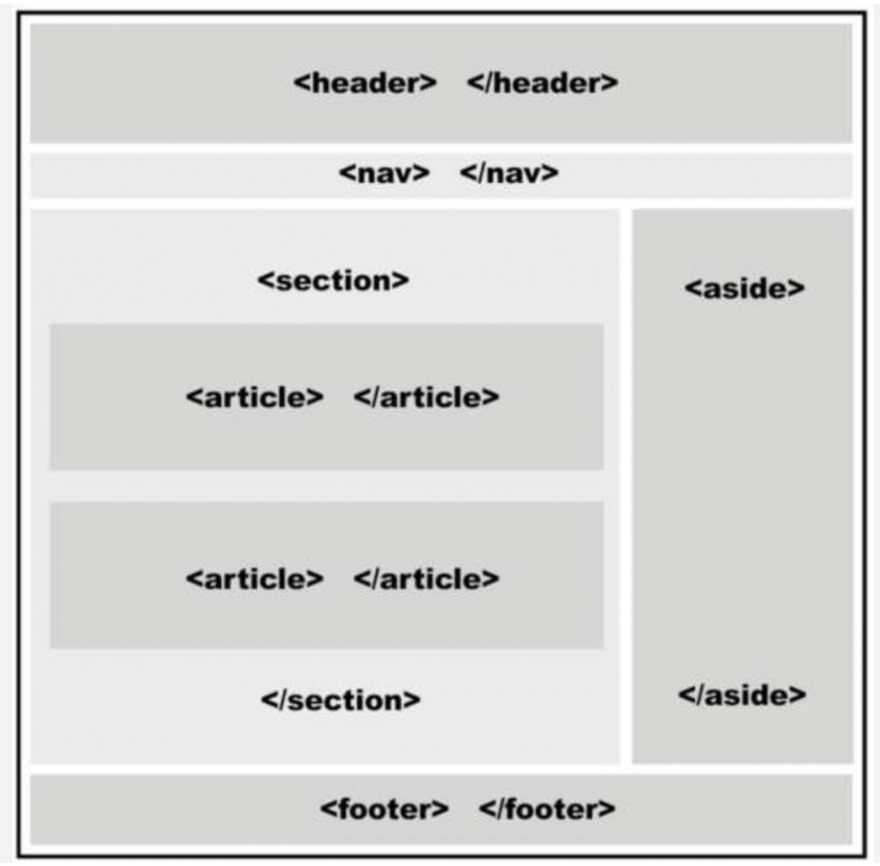 <header> </header>
<nav> </nav>
<section>
<article> </article>
<article> </article>
</section>
<aside>
</aside>
<footer> </footer>